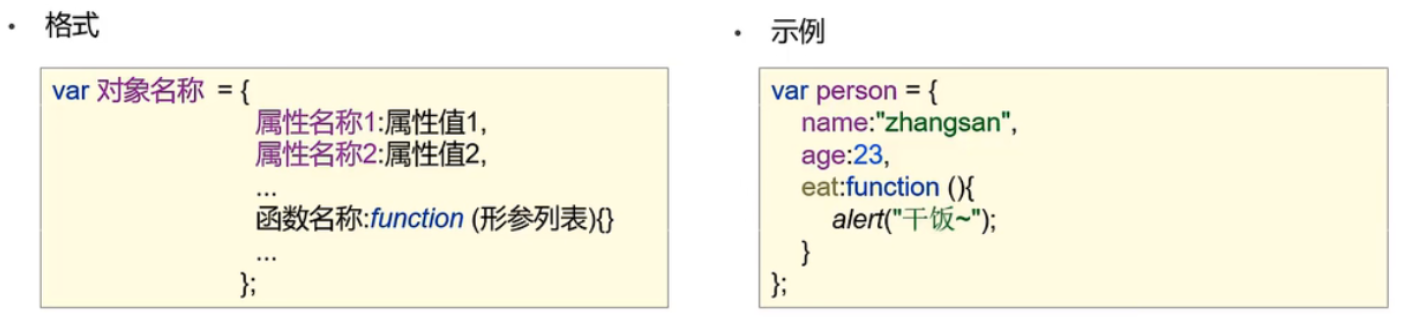 • 格式
var 对象名称 = {
属性名称1:属性值1,
属性名称2:属性值2,
...
函数名称:function (形参列表){}
...
};
• 示例
var person = {
name:"zhangsan",
age:23,
eat:function (){
alert("干饭~");
}
};